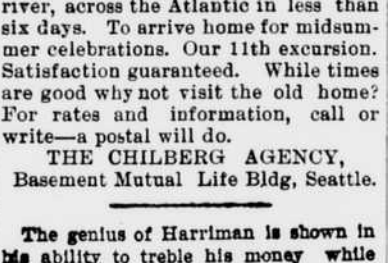 river, across the Atlantic in less than
six days. To arrive home for midsum-
mer celebrations. Our 11th excursion.
Satisfaction guaranteed. While times
are good why not visit the old home?
For rates and information, call or
write—a postal will do.
THE CHILBERG AGENCY,
Basement Mutual Life Bldg, Seattle.
The genius of Harriman is shown in
his ability to treble his money while